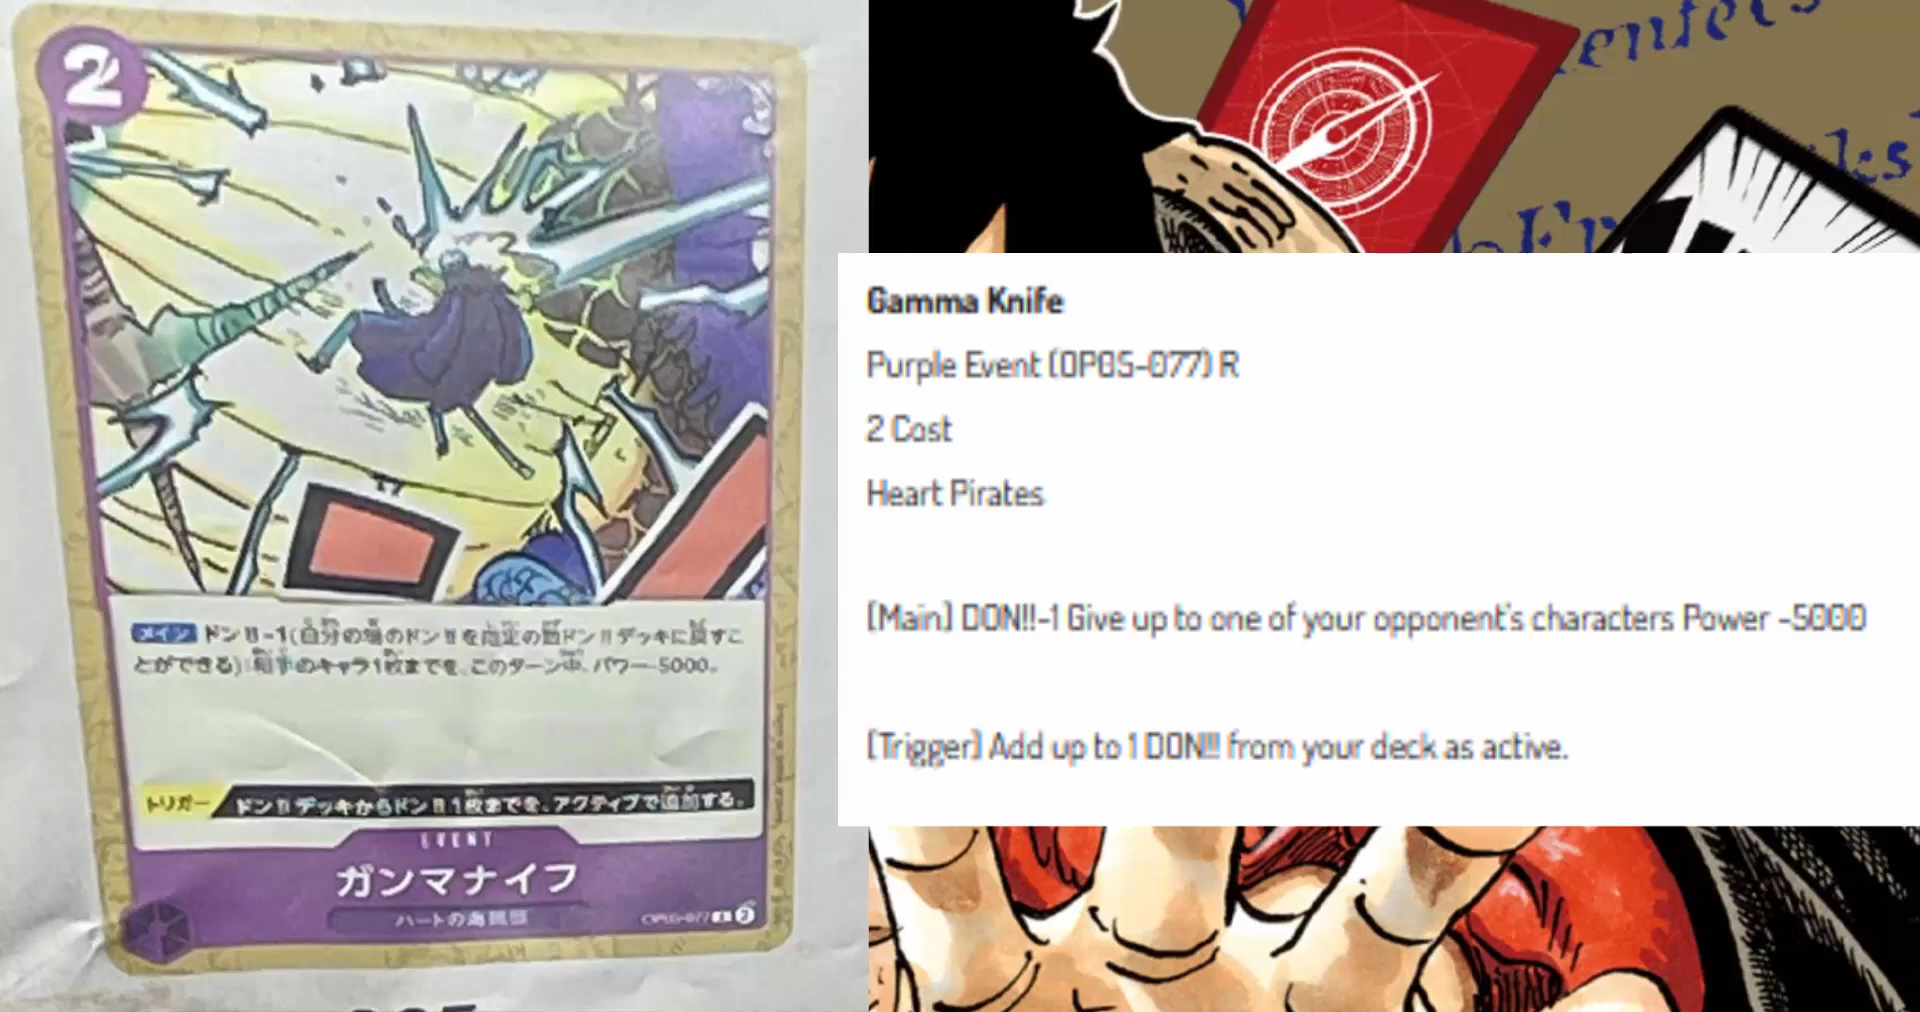 2
メイン ドン!!-1(自分の場のドン!!を指定の数ドン!!デッキに戻すこ
とができる):相手のキャラ1枚までを、このターン中、パワー-5000。
トリガー ドン!!デッキからドン!!1枚までを、アクティブで追加する。
EVENT
ガンマナイフ
ハートの海賊団
OP05-077 2
Gamma Knife
Purple Event (OP05-077) R
2 Cost
Heart Pirates
[Main] DON!!-1 Give up to one of your opponent's characters Power -5000
[Trigger] Add up to 1 DON!! from your deck as active.